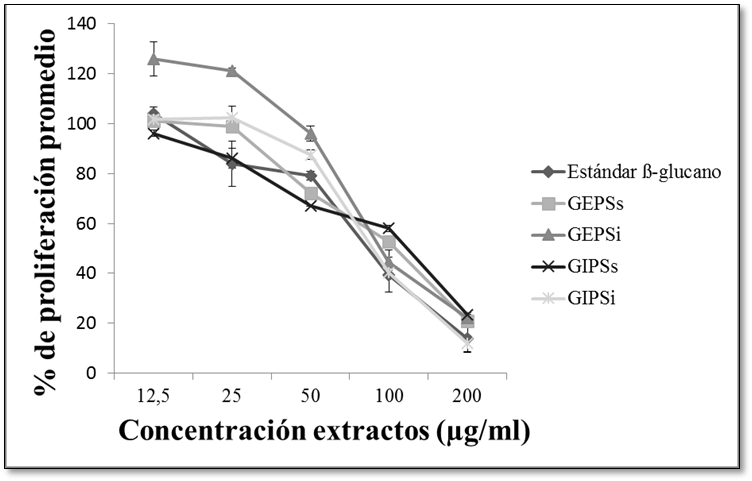 % de proliferación promedio
140
120
100
80
60
40
20
0
12,5 25 50 100 200
Concentración extractos (µg/ml)
Estándar ß-glucano
GEPSs
GEPSi
GIPSs
GIPSi